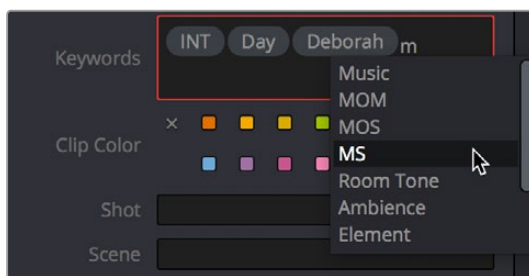 Keywords INT Day Deborah m
Music
MOM
MOS
Clip Color
MS
Room Tone
Shot
Ambience
Element
Scene